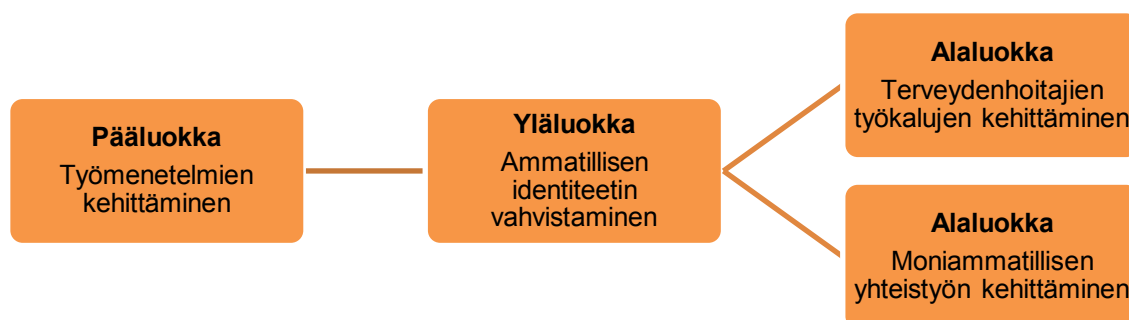 Pääluokka
Työmenetelmien
kehittäminen
Yläluokka
Ammatillisen
identiteetin
vahvistaminen
Alaluokka
Terveydenhoitajien
työkalujen kehittäminen
Alaluokka
Moniammatillisen
yhteistyön kehittäminen